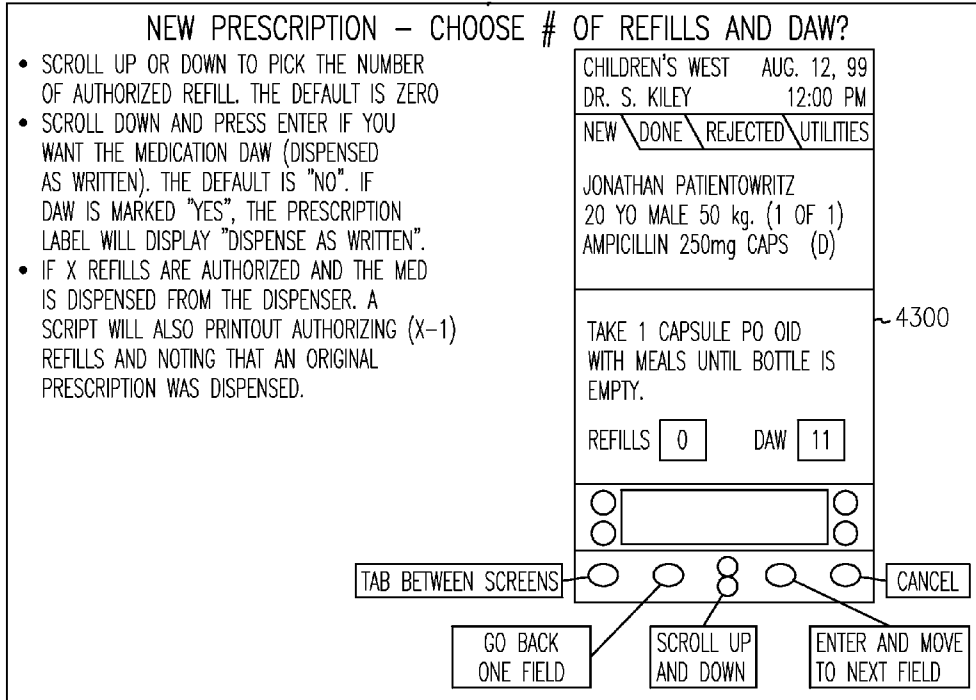 NEW PRESCRIPTION – CHOOSE # OF REFILLS AND DAW?
• SCROLL UP OR DOWN TO PICK THE NUMBER
OF AUTHORIZED REFILL. THE DEFAULT IS ZERO
• SCROLL DOWN AND PRESS ENTER IF YOU
WANT THE MEDICATION DAW (DISPENSED
AS WRITTEN). THE DEFAULT IS "NO". IF
DAW IS MARKED "YES", THE PRESCRIPTION
LABEL WILL DISPLAY "DISPENSE AS WRITTEN".
• IF X REFILLS ARE AUTHORIZED AND THE MED
IS DISPENSED FROM THE DISPENSER. A
SCRIPT WILL ALSO PRINTOUT AUTHORIZING (X-1)
REFILLS AND NOTING THAT AN ORIGINAL
PRESCRIPTION WAS DISPENSED.
CHILDREN'S WEST AUG. 12, 99
DR. S. KILEY 12:00 PM
NEW DONE REJECTED UTILITIES
JONATHAN PATIENTOWRITZ
20 YO MALE 50 kg. (1 OF 1)
AMPICILLIN 250mg CAPS (D)
4300
TAKE 1 CAPSULE PO OID
WITH MEALS UNTIL BOTTLE IS
EMPTY.
REFILLS 0 DAW 11
TAB BETWEEN SCREENS
CANCEL
GO BACK
ONE FIELD
SCROLL UP
AND DOWN
ENTER AND MOVE
TO NEXT FIELD